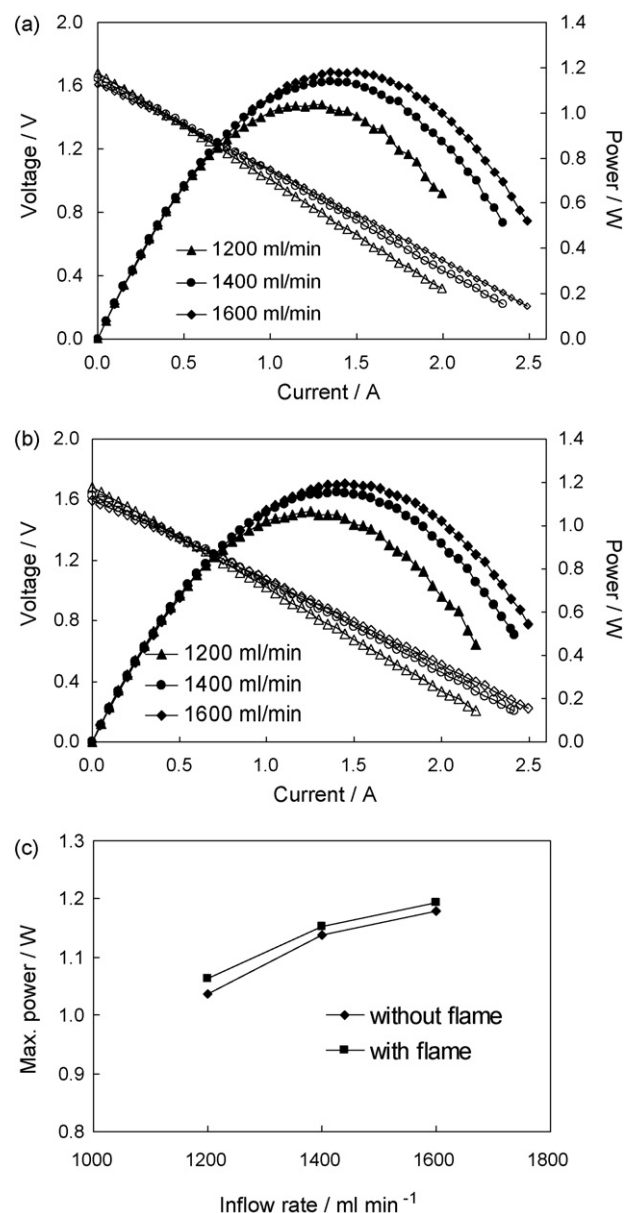 (a)
2.0
1.6
1.2
0.8
0.4
0.0
Voltage / V
1.4
1.2
1.0
0.8
0.6
0.4
0.2
0.0
Power / W
1200 ml/min
1400 ml/min
1600 ml/min
0.0 0.5 1.0 1.5 2.0 2.5
Current / A
(b)
2.0
1.6
1.2
0.8
0.4
0.0
Voltage / V
1.4
1.2
1.0
0.8
0.6
0.4
0.2
0.0
Power / W
1200 ml/min
1400 ml/min
1600 ml/min
0.0 0.5 1.0 1.5 2.0 2.5
Current / A
(c)
1.3
1.2
1.1
1.0
0.9
0.8
Max. power / W
without flame
with flame
1000 1200 1400 1600 1800
Inflow rate / ml min -1